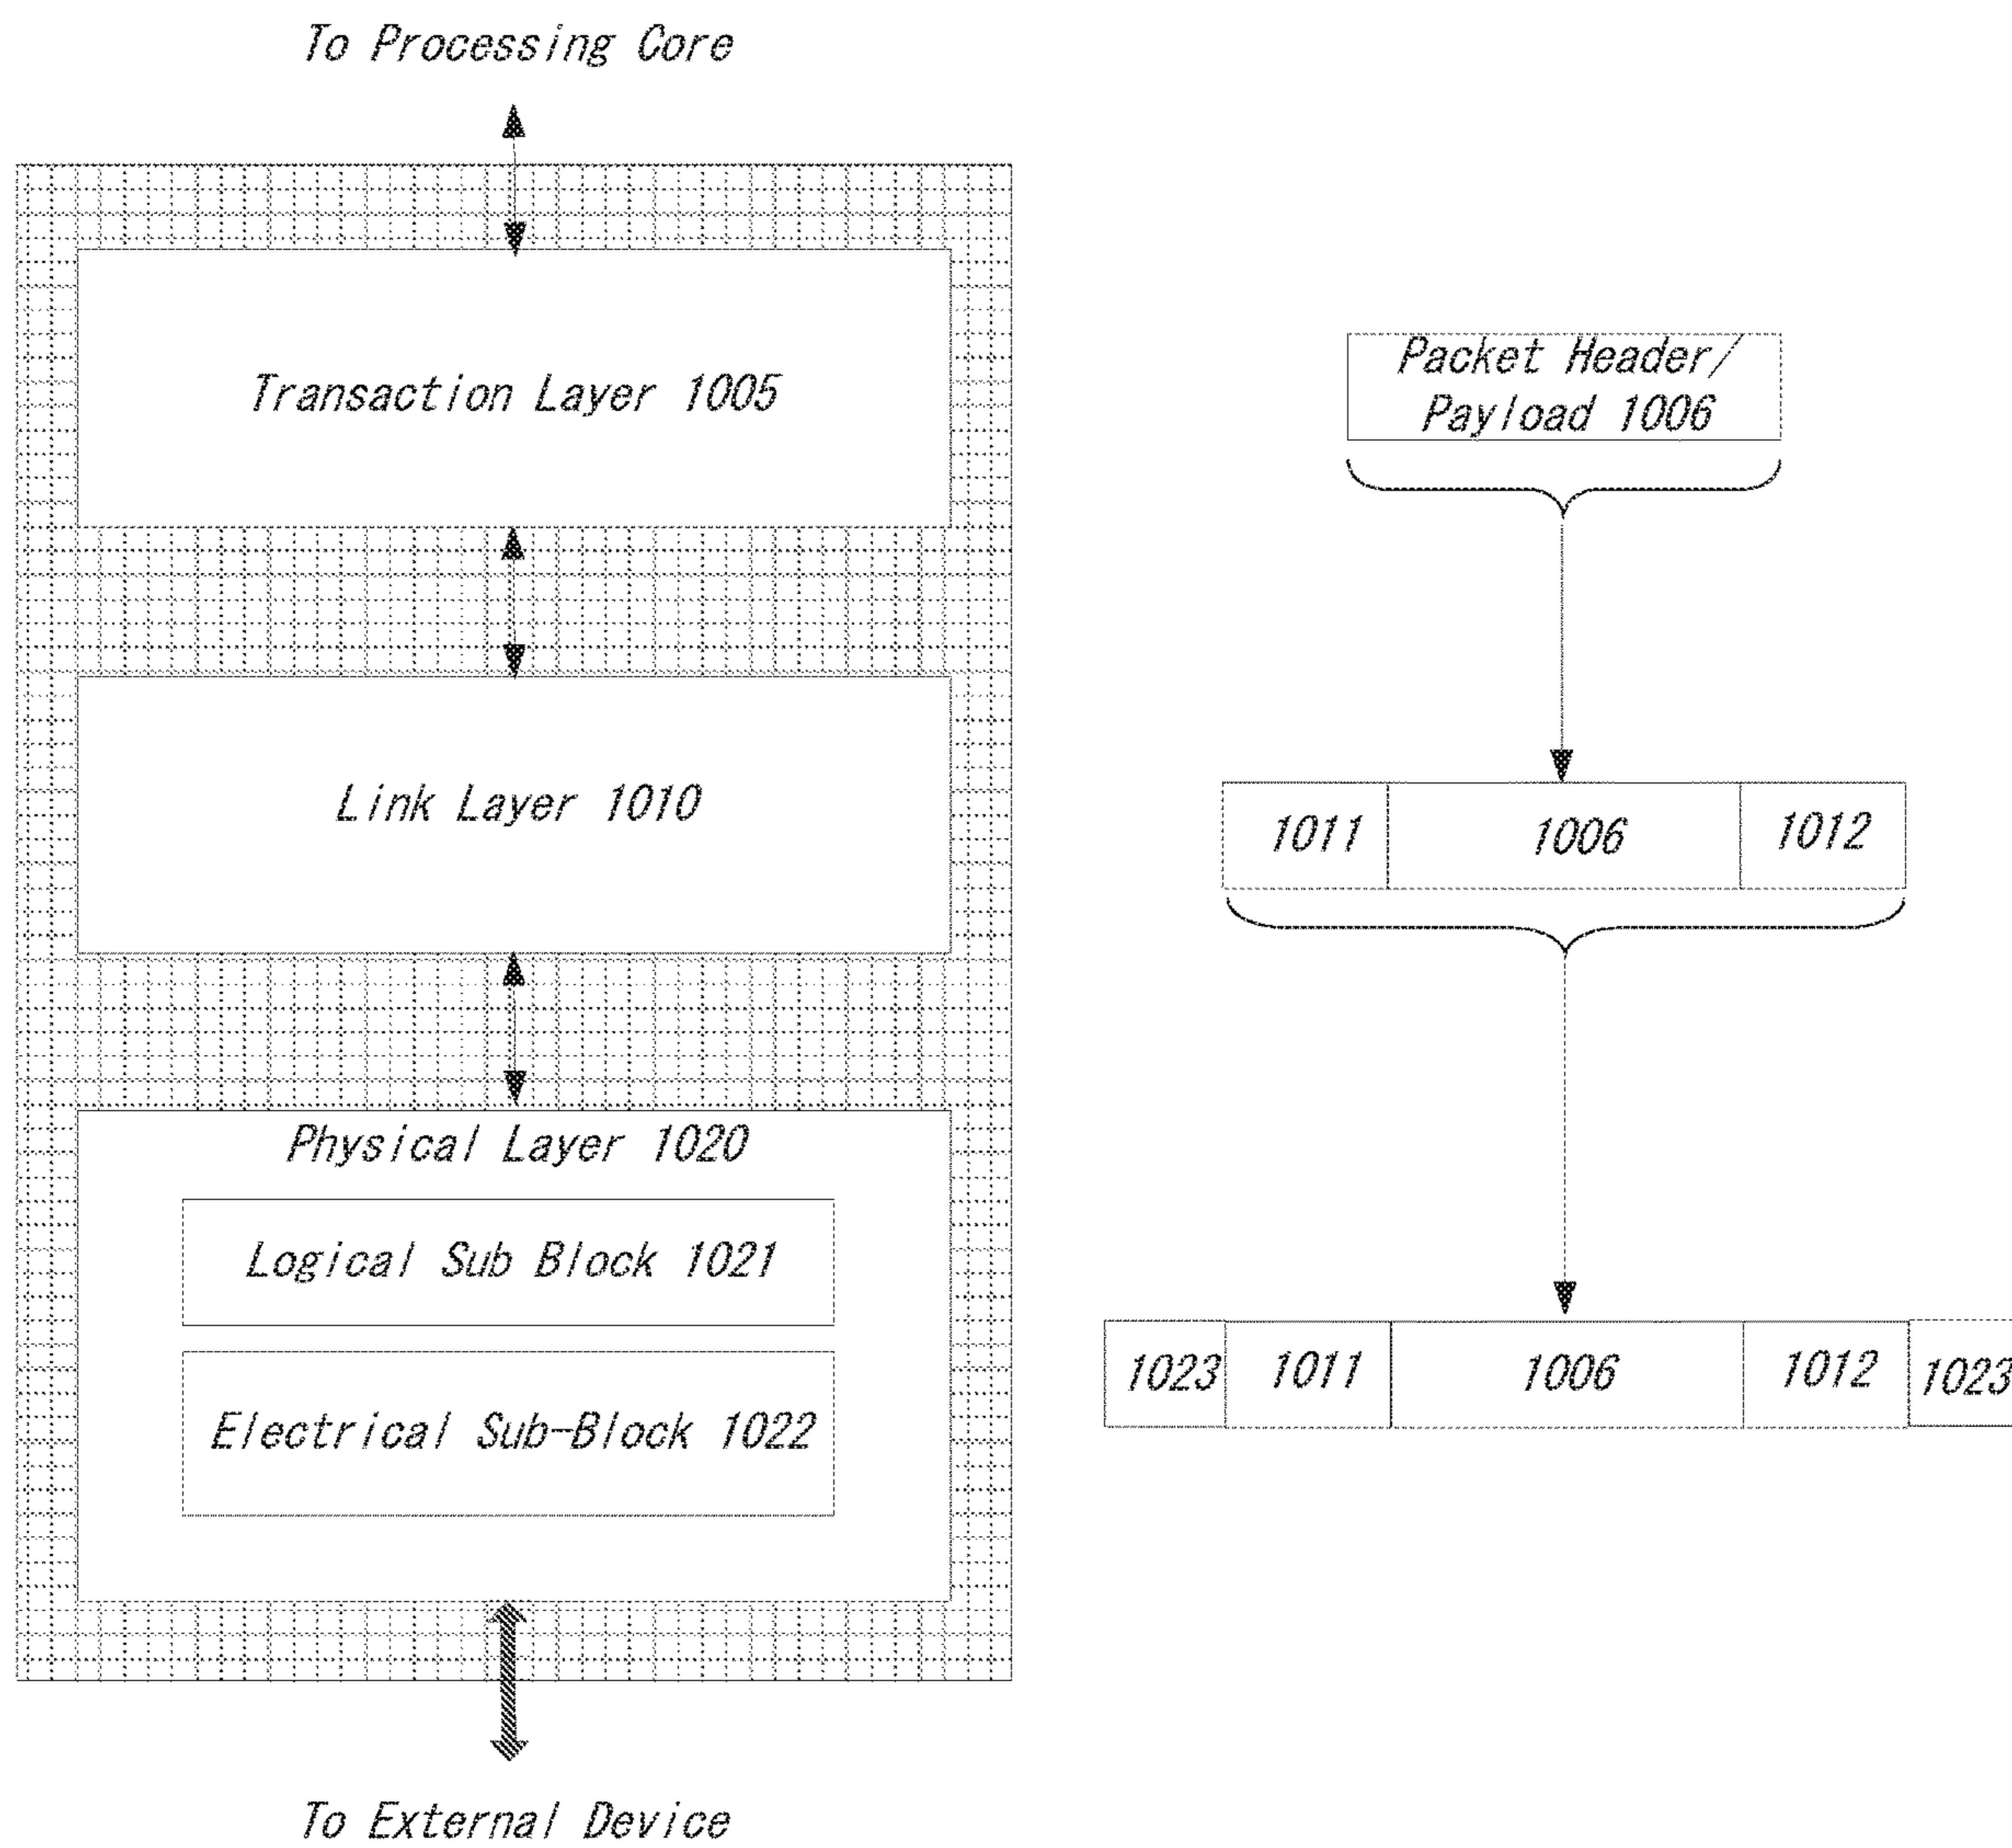 To Processing Core
Transaction Layer 1005
Packet Header/
Payload 1006
Link Layer 1010
1011 1006 1012
Physical Layer 1020
Logical Sub Block 1021
Electrical Sub-Block 1022
1023 1011 1006 1012 1023
To External Device